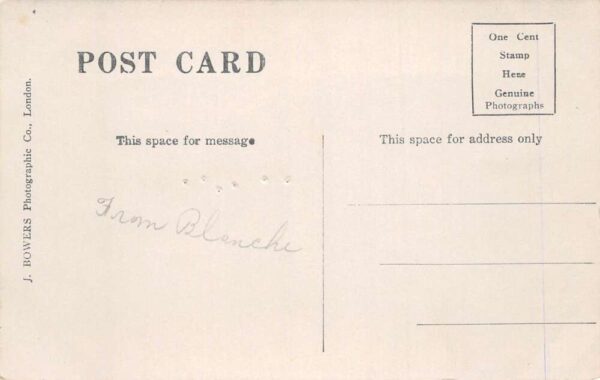 POST CARD
One Cent
Stamp
Here
Genuine
Photographs
This space for message
This space for address only
From Blanche
J. BOWERS Photographic Co., London.